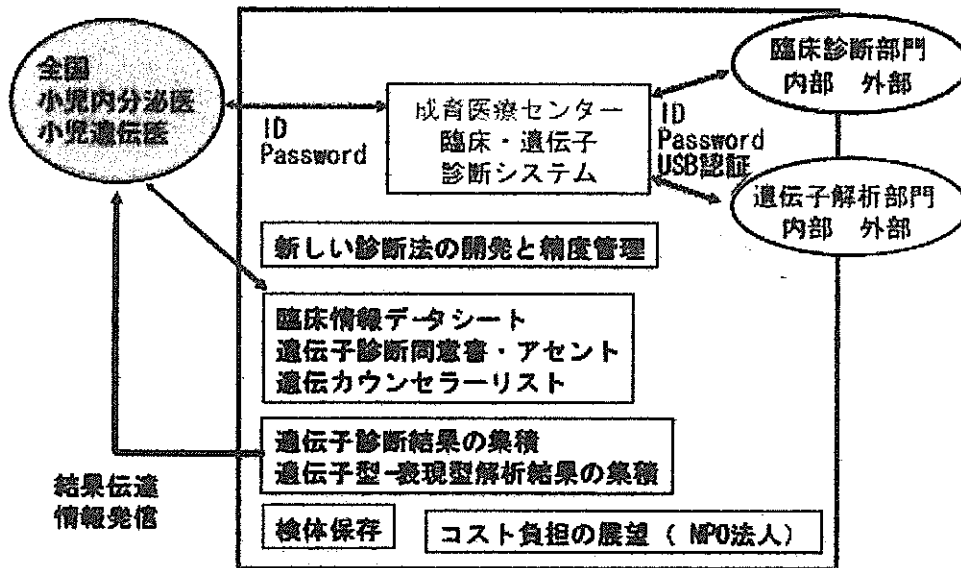 全国
小児内分泌医
小児遺伝医
ID
Password
成育医療センター
臨床・遺伝子
診断システム
ID
Password
USB認証
臨床診断部門
内部 外部
遺伝子解析部門
内部 外部
新しい診断法の開発と精度管理
臨床情報データシート
遺伝子診断同意書・アセント
遺伝カウンセラーリスト
遺伝子診断結果の集積
遺伝子型-表現型解析結果の集積
結果伝達
情報発信
検体保存
コスト負担の展望（NPO法人）